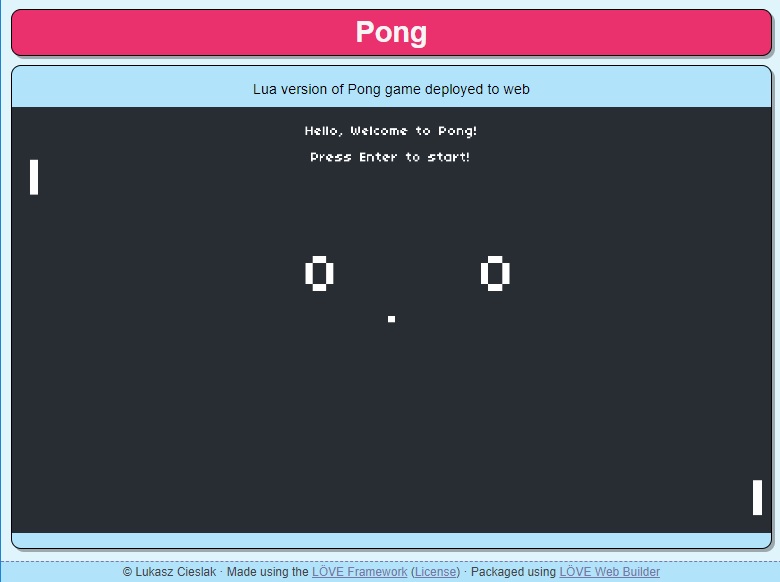 Pong
Lua version of Pong game deployed to web
Hello, Welcome to Pong!
Press Enter to start!
0 0
© Lukasz Cieslak · Made using the LÖVE Framework (License) · Packaged using LÖVE Web Builder